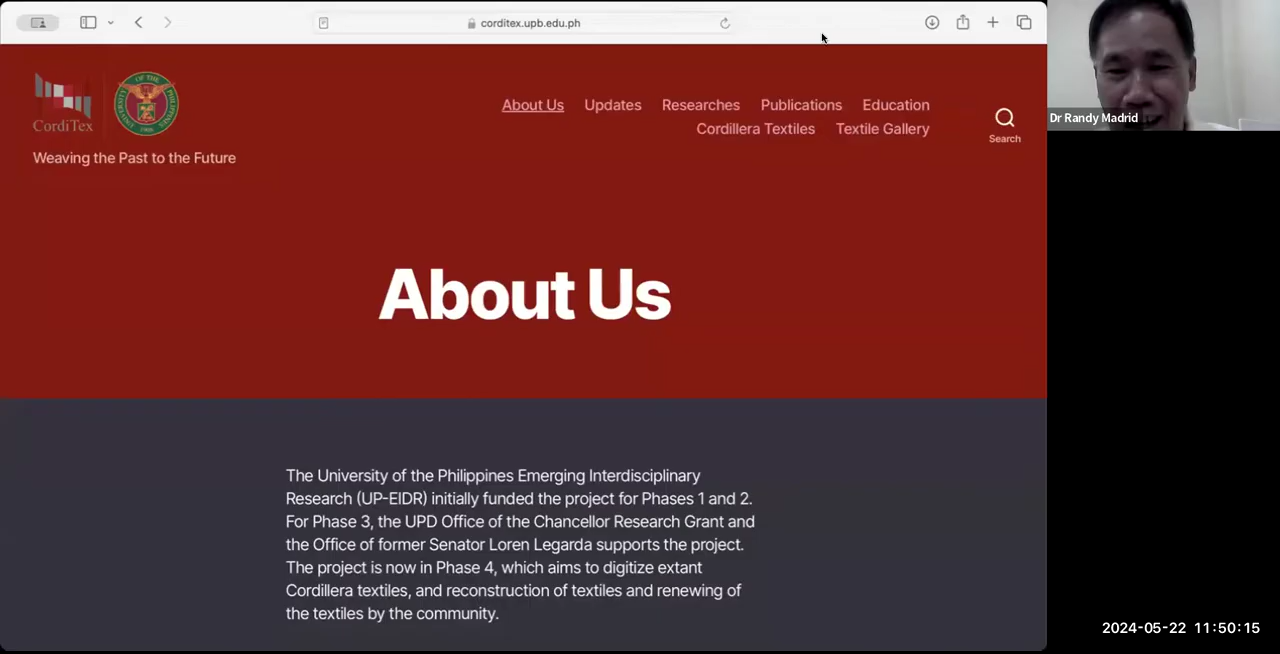 corditex.upb.edu.ph
CordiTex
UNIVERSITY OF THE PHILIPPINES
1908
Weaving the Past to the Future
About Us Updates Researches Publications Education
Cordillera Textiles Textile Gallery
Search
Dr Randy Madrid
About Us
The University of the Philippines Emerging Interdisciplinary
Research (UP-EIDR) initially funded the project for Phases 1 and 2.
For Phase 3, the UPD Office of the Chancellor Research Grant and
the Office of former Senator Loren Legarda supports the project.
The project is now in Phase 4, which aims to digitize extant
Cordillera textiles, and reconstruction of textiles and renewing of
the textiles by the community.
2024-05-22 11:50:15